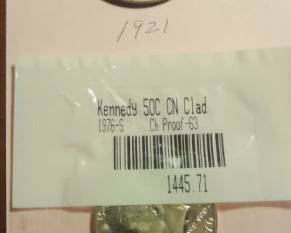 1921
Kennedy 50C CN Clad
1976-S Ch Proof-63
1445.71